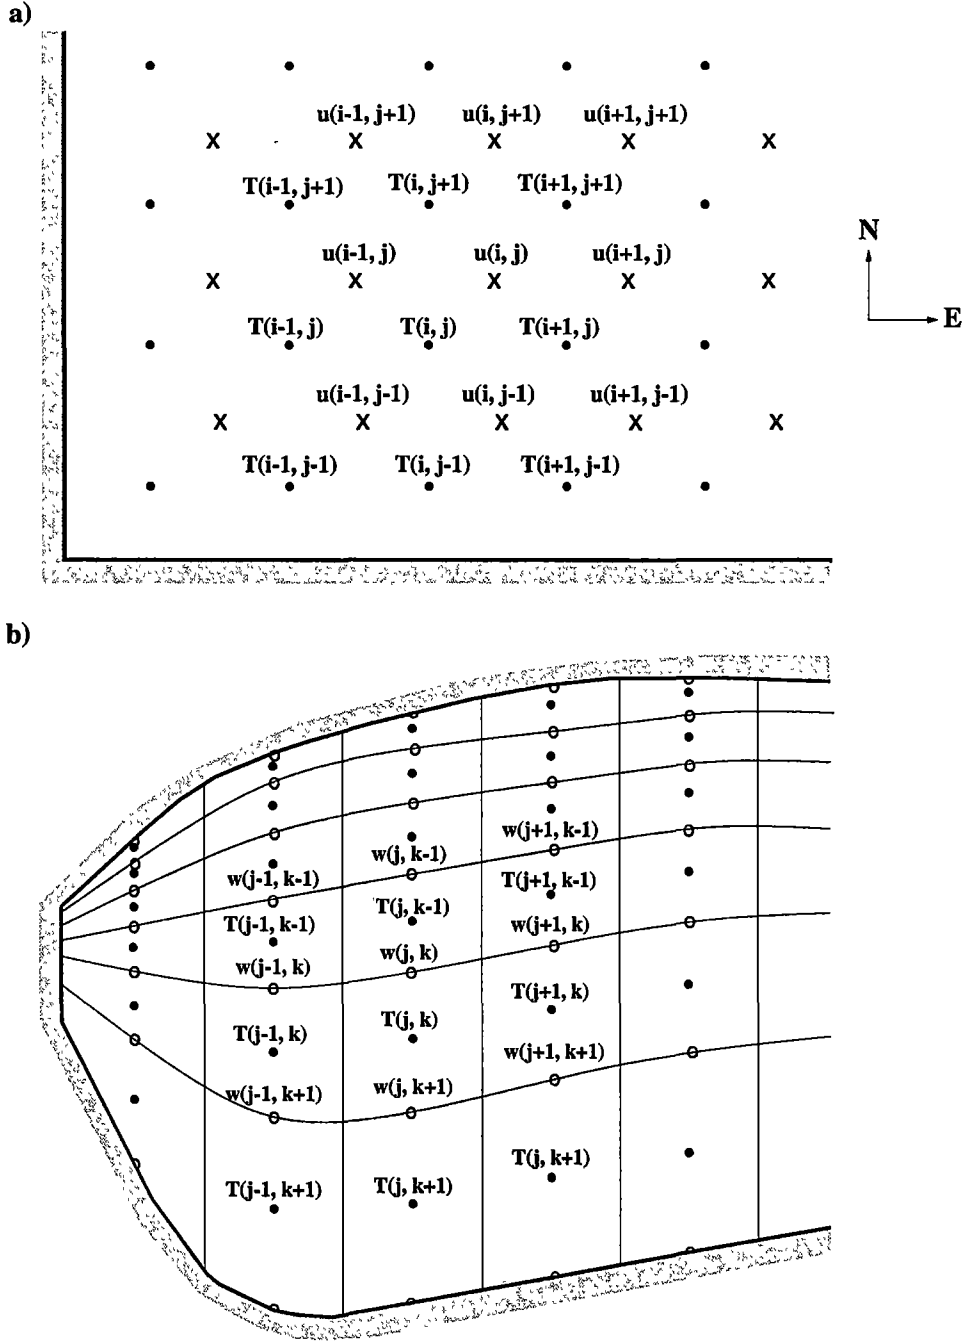 a)
u(i-1, j+1) u(i, j+1) u(i+1, j+1)
X X X X X
T(i-1, j+1) T(i, j+1) T(i+1, j+1)
N
u(i-1, j) u(i, j) u(i+1, j)
X X X X X
E
T(i-1, j) T(i, j) T(i+1, j)
u(i-1, j-1) u(i, j-1) u(i+1, j-1)
X X X X X
T(i-1, j-1) T(i, j-1) T(i+1, j-1)
b)
w(j+1, k-1)
w(j, k-1)
w(j-1, k-1)
T(j+1, k-1)
T(j, k-1)
T(j-1, k-1)
w(j+1, k)
w(j, k)
w(j-1, k)
T(j+1, k)
T(j, k)
T(j-1, k)
w(j+1, k+1)
w(j, k+1)
w(j-1, k+1)
T(j, k+1)
T(j, k+1)
T(j-1, k+1)